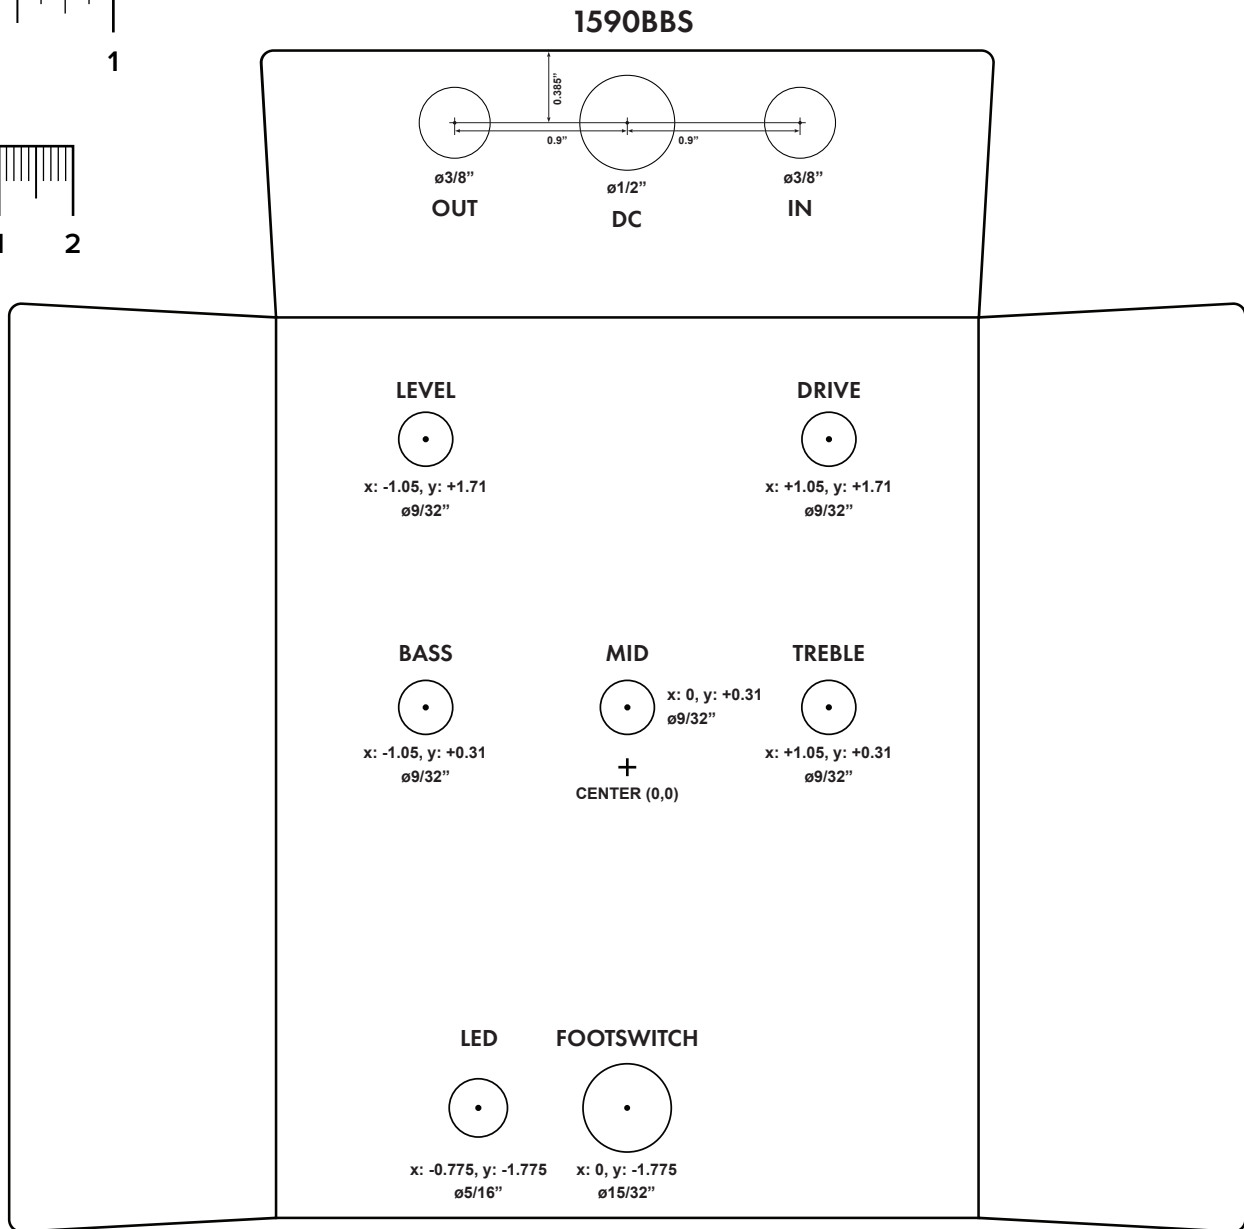 1590BBS
1
0.385”
0.9” 0.9”
ø3/8” ø1/2” ø3/8”
OUT DC IN
1 2
LEVEL DRIVE
x: -1.05, y: +1.71 x: +1.05, y: +1.71
ø9/32” ø9/32”
BASS MID TREBLE
x: 0, y: +0.31
ø9/32”
x: -1.05, y: +0.31 x: +1.05, y: +0.31
ø9/32” ø9/32”
CENTER (0,0)
LED FOOTSWITCH
x: -0.775, y: -1.775 x: 0, y: -1.775
ø5/16” ø15/32”